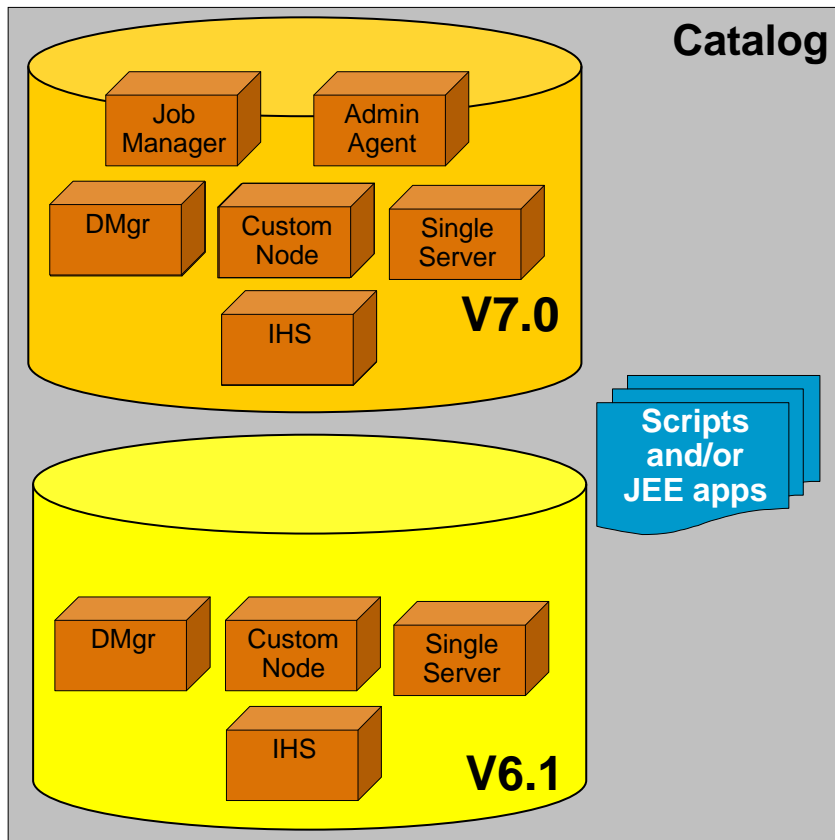 Catalog
Job
Manager
Admin
Agent
DMgr
Custom
Node
Single
Server
IHS
V7.0
Scripts
and/or
JEE apps
DMgr
Custom
Node
Single
Server
IHS
V6.1